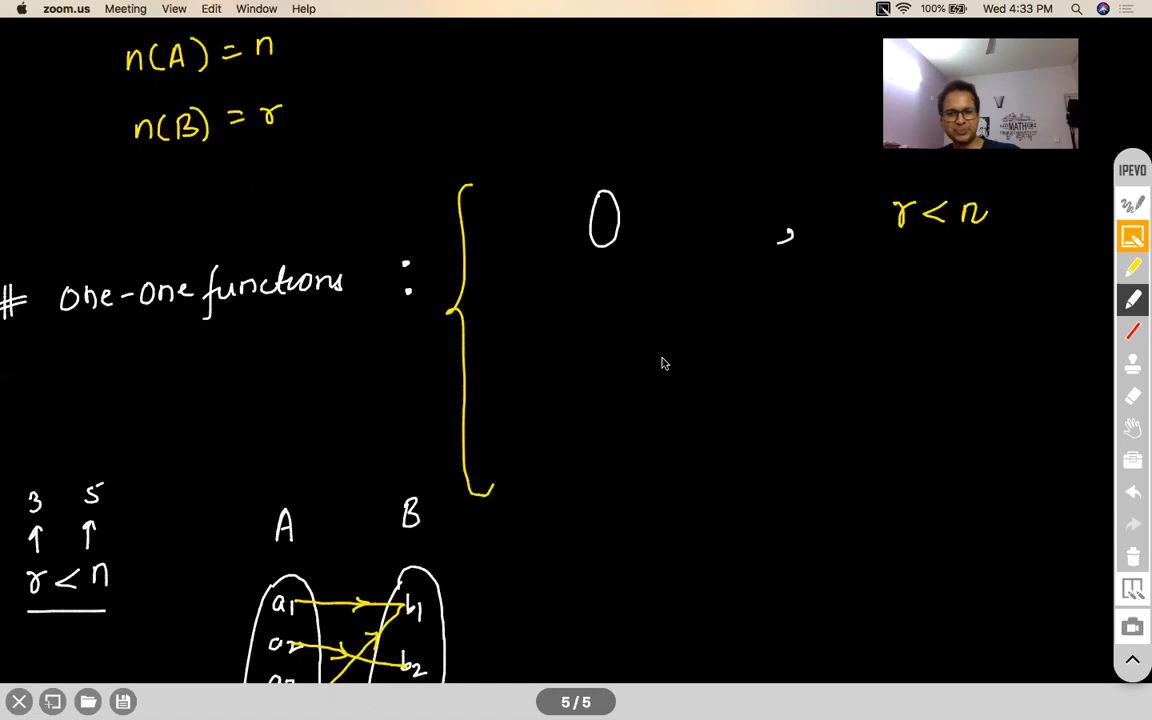 zoom.us Meeting View Edit Window Help 100% Wed 4:33 PM
n(A) = n
n(B) = r
MATH
IPEVO
0 , r < n
# one-one functions :
3 5
r < n
A B
a1 b1
a2 b2
5 / 5